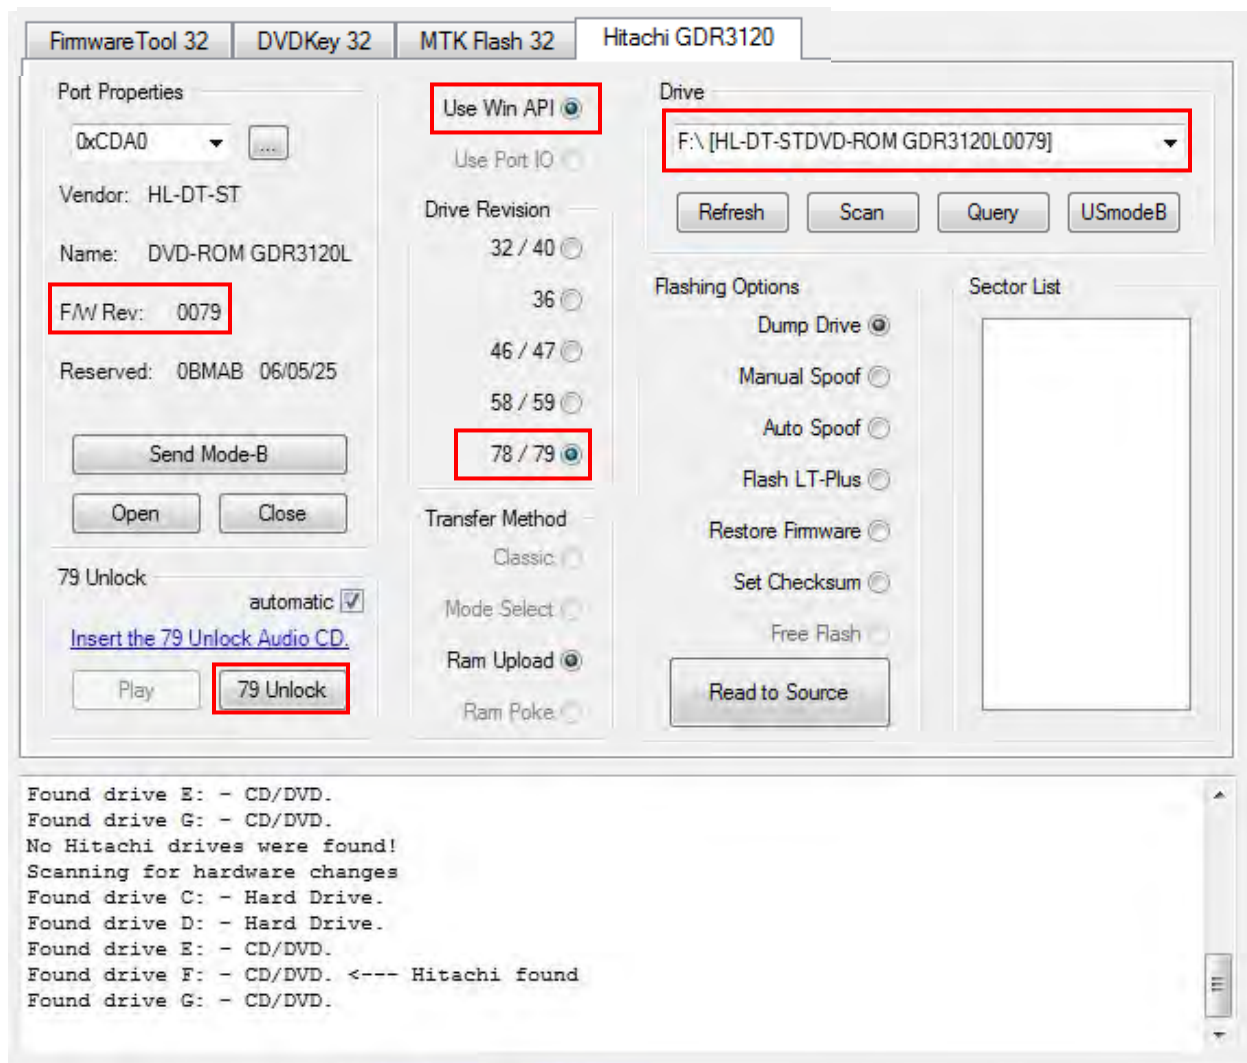 FirmwareTool 32
DVDKey 32
MTK Flash 32
Hitachi GDR3120
Port Properties
0xCDA0
...
Vendor: HL-DT-ST
Name: DVD-ROM GDR3120L
F/W Rev: 0079
Reserved: 0BMAB 06/05/25
Send Mode-B
Open
Close
79 Unlock
automatic
Insert the 79 Unlock Audio CD.
Play
79 Unlock
Use Win API
Use Port IO
Drive Revision
32 / 40
36
46 / 47
58 / 59
78 / 79
Transfer Method
Classic
Mode Select
Ram Upload
Ram Poke
Drive
F:\ [HL-DT-STDVD-ROM GDR3120L0079]
Refresh
Scan
Query
USmodeB
Flashing Options
Dump Drive
Manual Spoof
Auto Spoof
Flash LT-Plus
Restore Firmware
Set Checksum
Free Flash
Read to Source
Sector List
Found drive E: - CD/DVD.
Found drive G: - CD/DVD.
No Hitachi drives were found!
Scanning for hardware changes
Found drive C: - Hard Drive.
Found drive D: - Hard Drive.
Found drive E: - CD/DVD.
Found drive F: - CD/DVD. <--- Hitachi found
Found drive G: - CD/DVD.